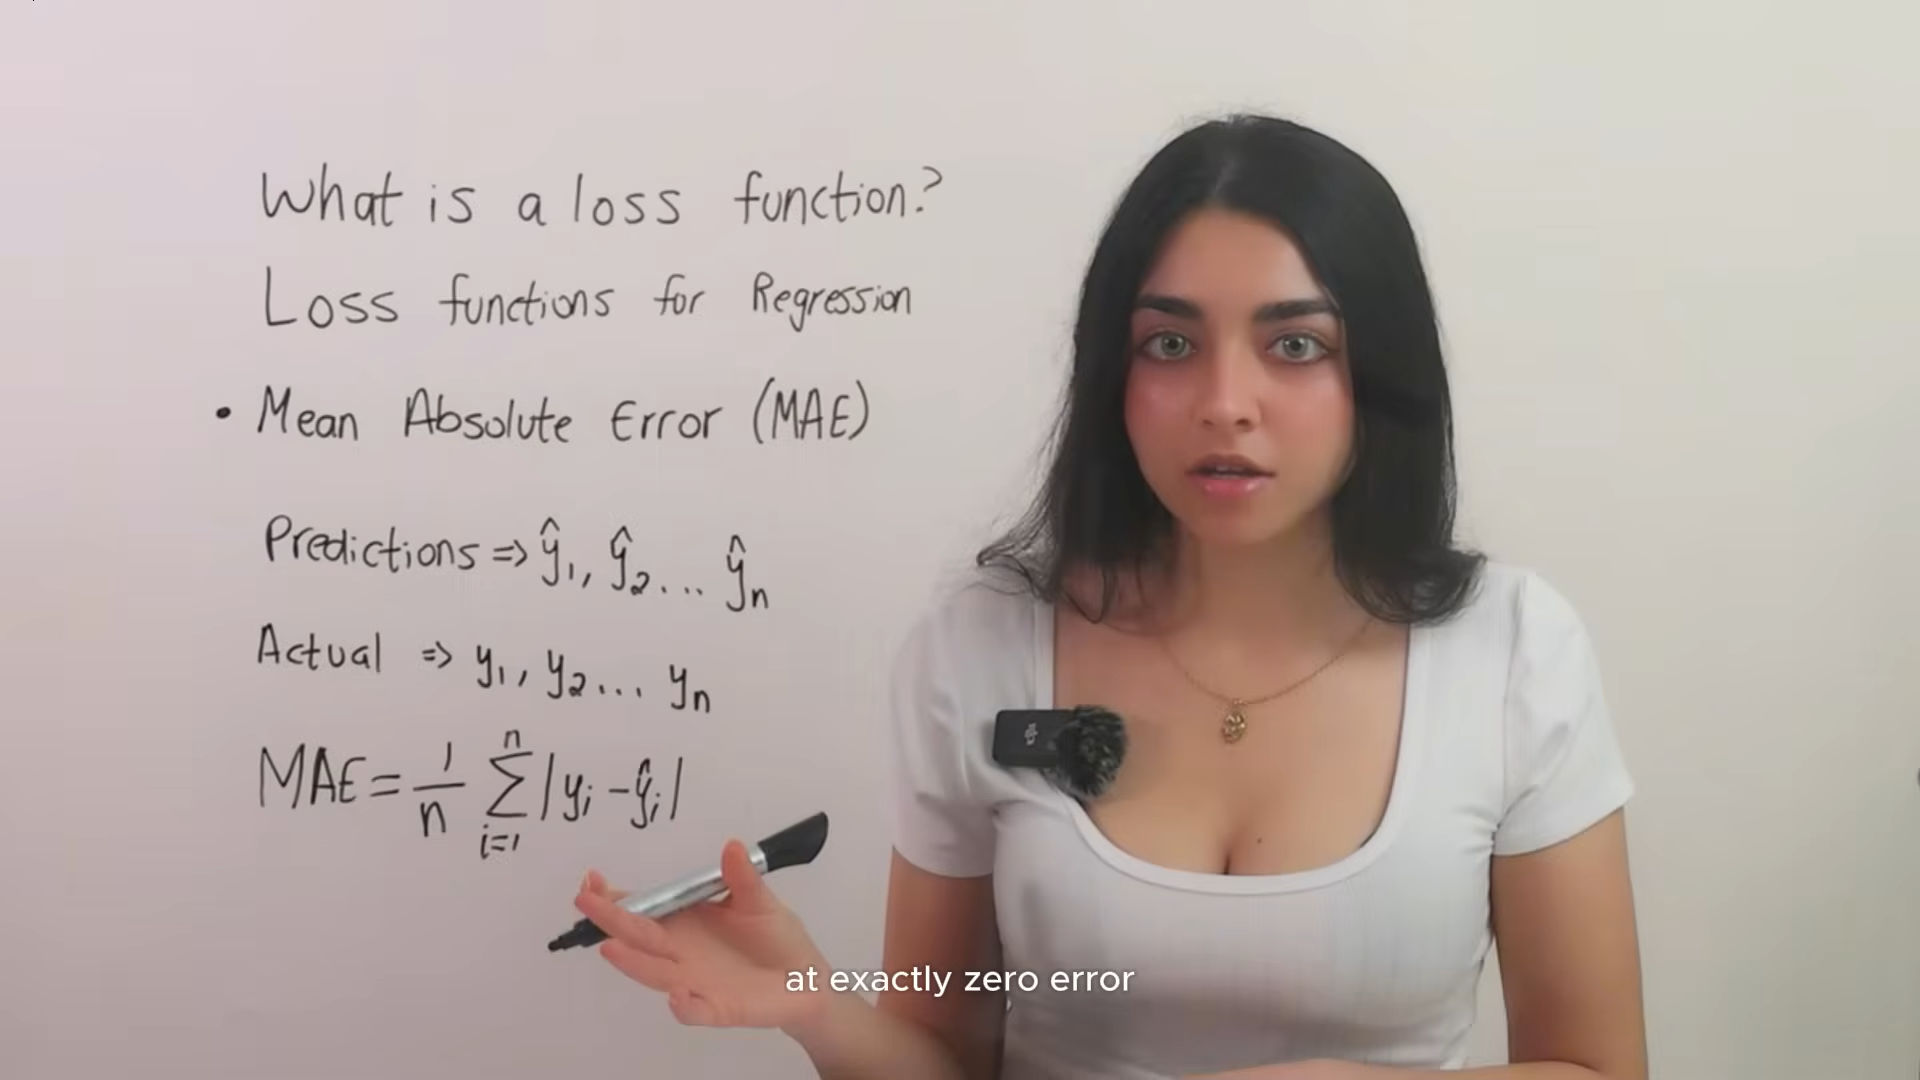 What is a loss function?
Loss functions for Regression
• Mean Absolute Error (MAE)
Predictions => ŷ₁, ŷ₂... ŷn
Actual => y₁, y₂... yn
MAE = 1/n Σ i=1 n |yi - ŷi|
at exactly zero error